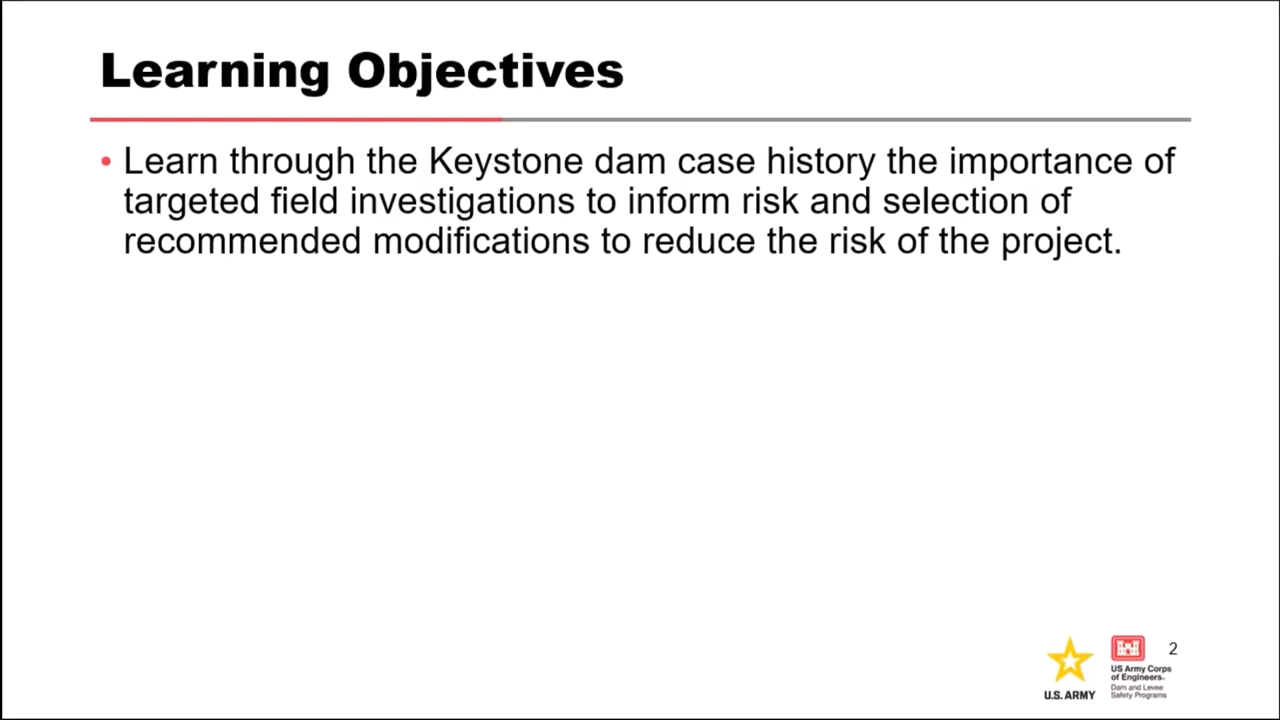 Learning Objectives
• Learn through the Keystone dam case history the importance of
targeted field investigations to inform risk and selection of
recommended modifications to reduce the risk of the project.
2
U.S. ARMY
US Army Corps
of Engineers.
Dam and Levee
Safety Programs